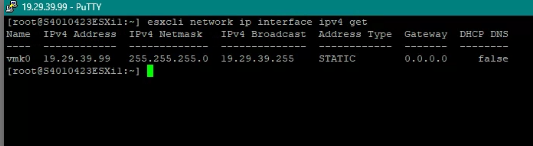 19.29.39.99 - PuTTY
[root@S4010423ESXi1:~] esxcli network ip interface ipv4 get
Name  IPv4 Address  IPv4 Netmask  IPv4 Broadcast  Address Type  Gateway  DHCP DNS
----  ------------  -------------  --------------  ------------  -------  --------
vmk0  19.29.39.99  255.255.255.0  19.29.39.255  STATIC  0.0.0.0  false
[root@S4010423ESXi1:~]